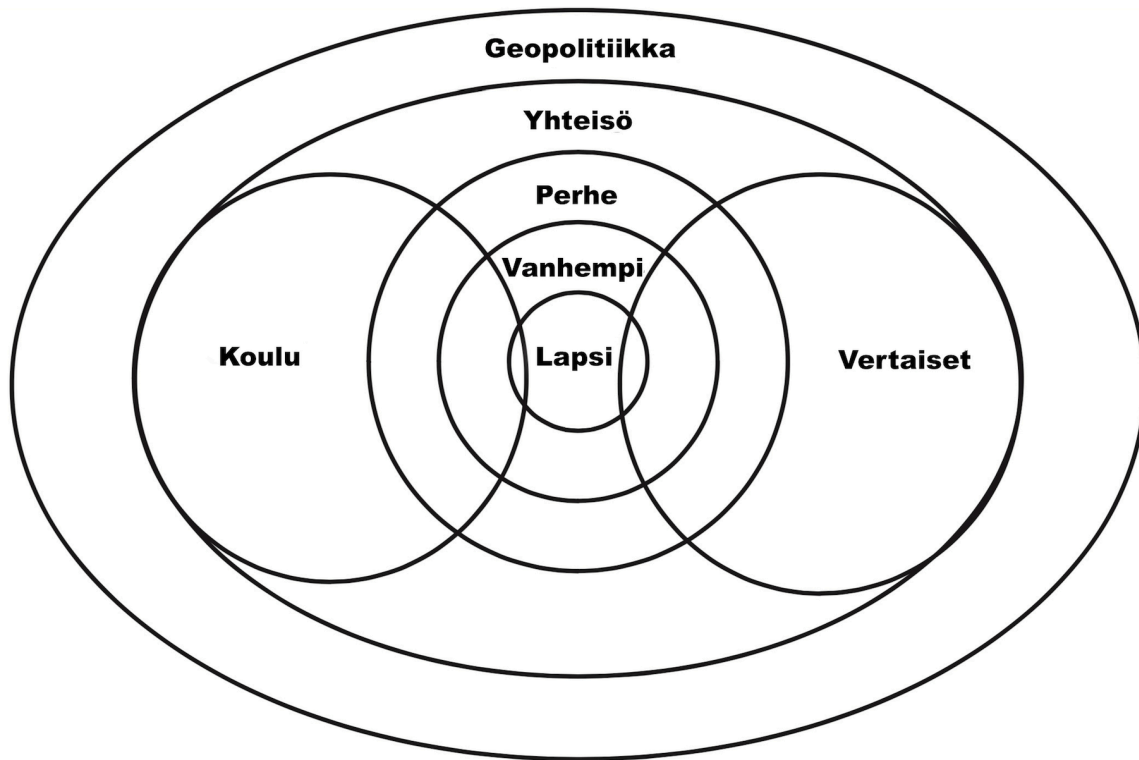 Geopolitiikka
Yhteisö
Perhe
Vanhempi
Koulu
Lapsi
Vertaiset